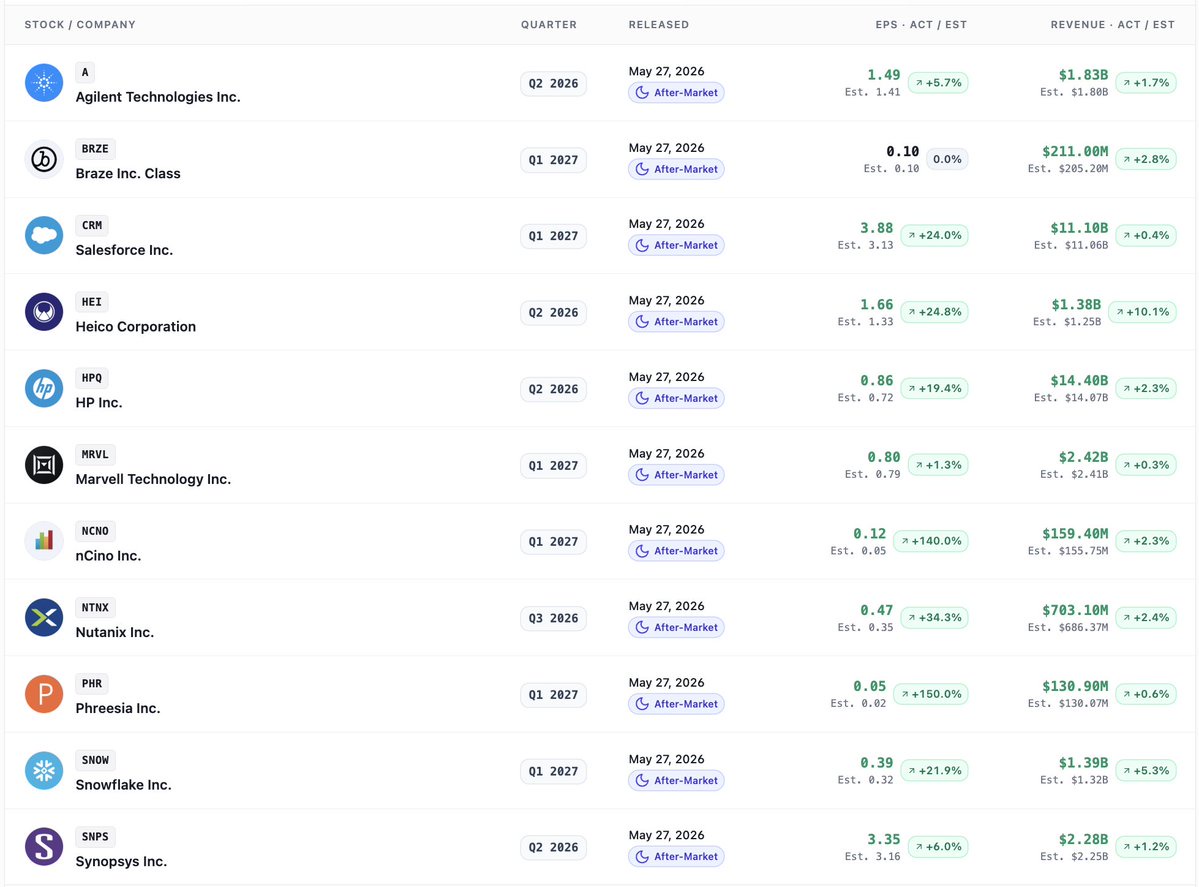 STOCK / COMPANY QUARTER RELEASED EPS · ACT / EST REVENUE · ACT / EST
A
Agilent Technologies Inc.
Q2 2026
May 27, 2026
After-Market
1.49
Est. 1.41
↗ +5.7%
$1.83B
Est. $1.80B
↗ +1.7%
b
BRZE
Braze Inc. Class
Q1 2027
May 27, 2026
After-Market
0.10
Est. 0.10
0.0%
$211.00M
Est. $205.20M
↗ +2.8%
CRM
Salesforce Inc.
Q1 2027
May 27, 2026
After-Market
3.88
Est. 3.13
↗ +24.0%
$11.10B
Est. $11.06B
↗ +0.4%
HEI
Heico Corporation
Q2 2026
May 27, 2026
After-Market
1.66
Est. 1.33
↗ +24.8%
$1.38B
Est. $1.25B
↗ +10.1%
hp
HPQ
HP Inc.
Q2 2026
May 27, 2026
After-Market
0.86
Est. 0.72
↗ +19.4%
$14.40B
Est. $14.07B
↗ +2.3%
MRVL
Marvell Technology Inc.
Q1 2027
May 27, 2026
After-Market
0.80
Est. 0.79
↗ +1.3%
$2.42B
Est. $2.41B
↗ +0.3%
NCNO
nCino Inc.
Q1 2027
May 27, 2026
After-Market
0.12
Est. 0.05
↗ +140.0%
$159.40M
Est. $155.75M
↗ +2.3%
NTNX
Nutanix Inc.
Q3 2026
May 27, 2026
After-Market
0.47
Est. 0.35
↗ +34.3%
$703.10M
Est. $686.37M
↗ +2.4%
P
PHR
Phreesia Inc.
Q1 2027
May 27, 2026
After-Market
0.05
Est. 0.02
↗ +150.0%
$130.90M
Est. $130.07M
↗ +0.6%
SNOW
Snowflake Inc.
Q1 2027
May 27, 2026
After-Market
0.39
Est. 0.32
↗ +21.9%
$1.39B
Est. $1.32B
↗ +5.3%
S
SNPS
Synopsys Inc.
Q2 2026
May 27, 2026
After-Market
3.35
Est. 3.16
↗ +6.0%
$2.28B
Est. $2.25B
↗ +1.2%